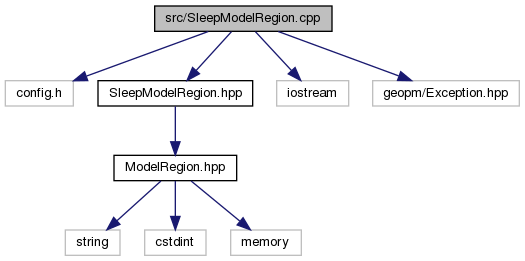 src/SleepModelRegion.cpp
config.h
SleepModelRegion.hpp
iostream
geopm/Exception.hpp
ModelRegion.hpp
string
cstdint
memory